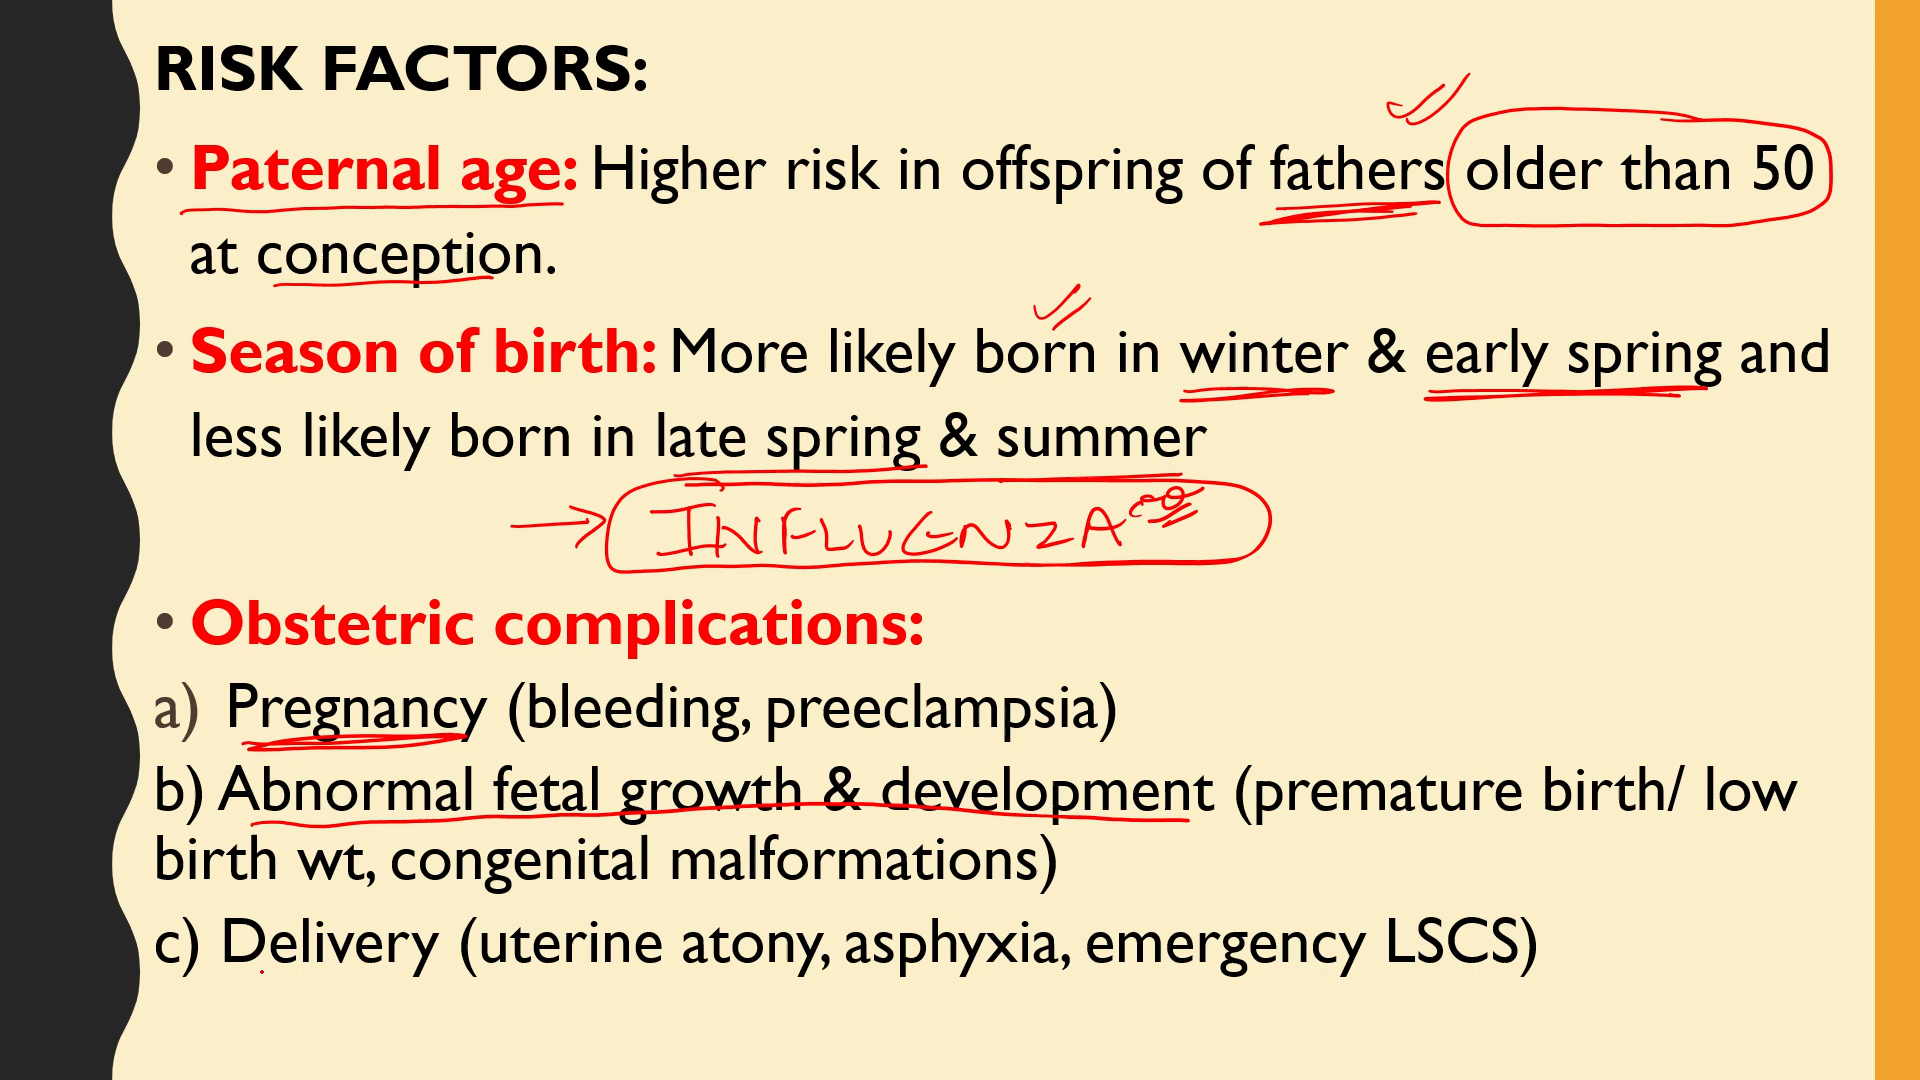 RISK FACTORS:
• Paternal age: Higher risk in offspring of fathers older than 50
at conception.
• Season of birth: More likely born in winter & early spring and
less likely born in late spring & summer
INFLUENZA
• Obstetric complications:
a) Pregnancy (bleeding, preeclampsia)
b) Abnormal fetal growth & development (premature birth/ low
birth wt, congenital malformations)
c) Delivery (uterine atony, asphyxia, emergency LSCS)